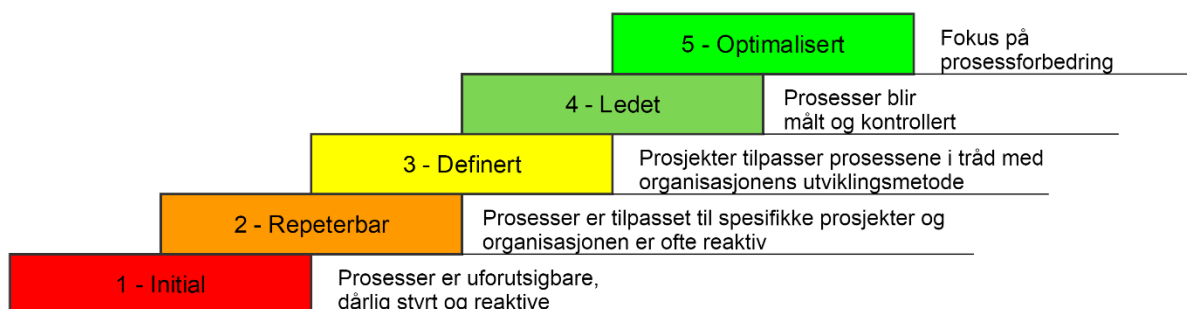 5 - Optimalisert
Fokus på
prosessforbedring
4 - Ledet
Prosesser blir
målt og kontrollert
3 - Definert
Prosjekter tilpasser prosessene i tråd med
organisasjonens utviklingsmetode
2 - Repeterbar
Prosesser er tilpasset til spesifikke prosjekter og
organisasjonen er ofte reaktiv
1 - Initial
Prosesser er uforutsigbare,
dårlig styrt og reaktive